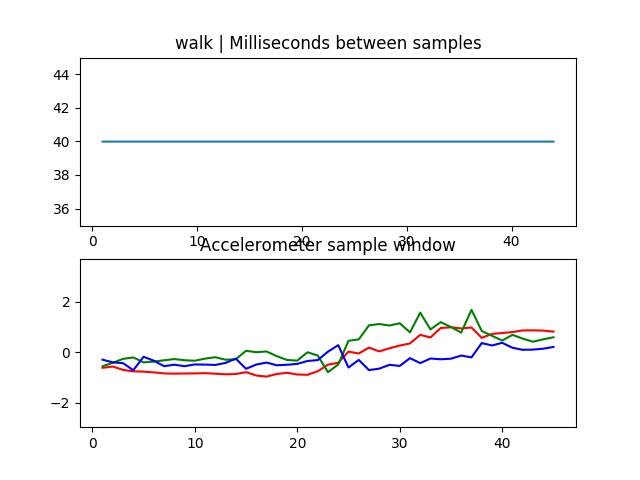 walk | Milliseconds between samples
44
42
40
38
36
0 10 20 30 40
Accelerometer sample window
2
0
−2
0 10 20 30 40